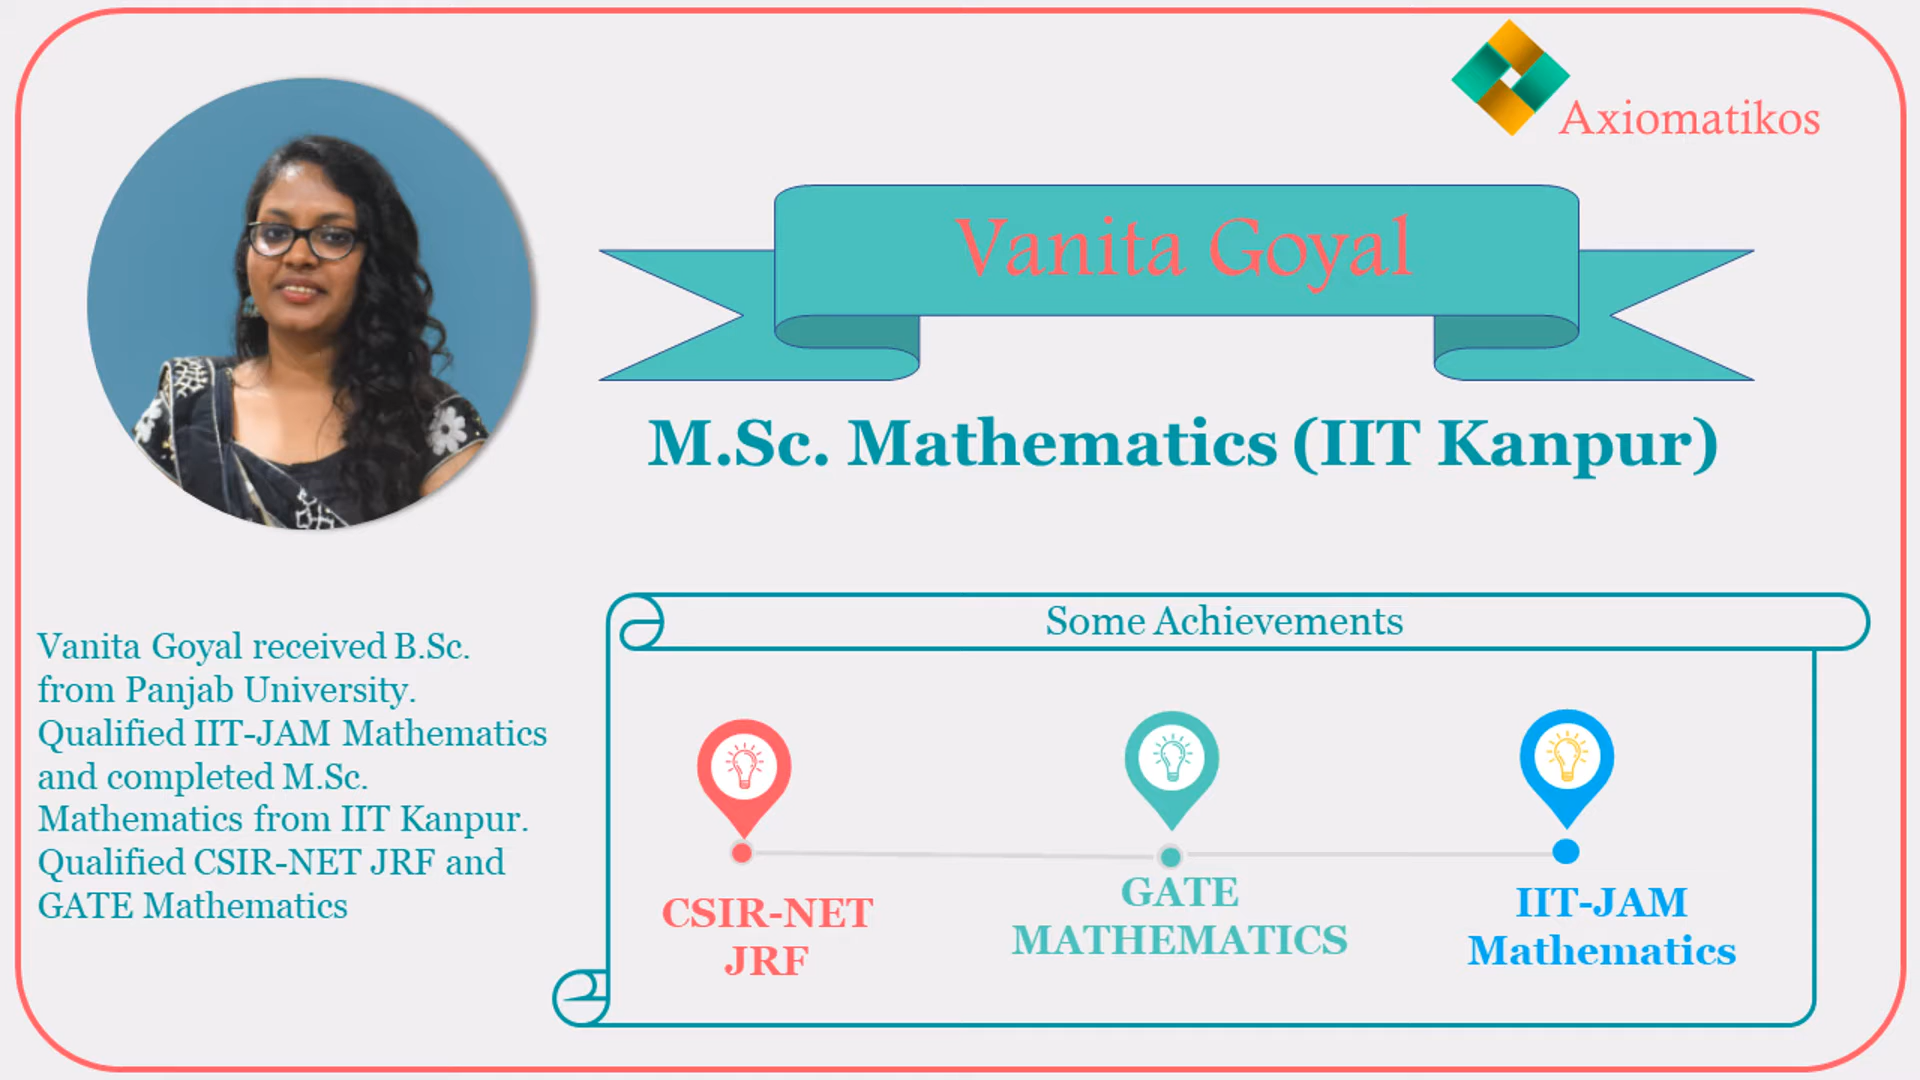 Axiomatikos
Vanita Goyal
M.Sc. Mathematics (IIT Kanpur)
Vanita Goyal received B.Sc.
from Panjab University.
Qualified IIT-JAM Mathematics
and completed M.Sc.
Mathematics from IIT Kanpur.
Qualified CSIR-NET JRF and
GATE Mathematics
Some Achievements
CSIR-NET
JRF
GATE
MATHEMATICS
IIT-JAM
Mathematics